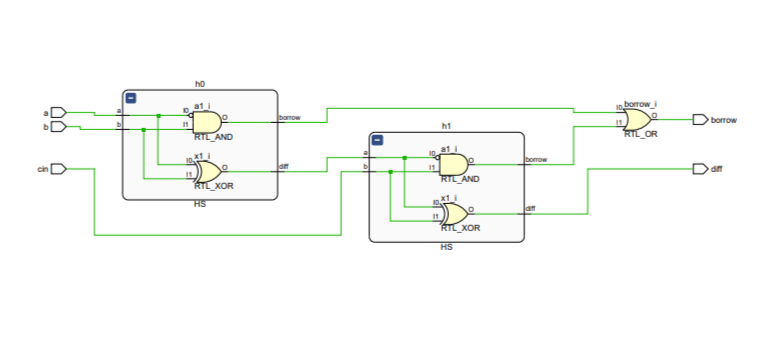 h0
a
b
cin
a
b
a1_i
I0
I1
O
RTL_AND
borrow
x1_i
I0
I1
O
RTL_XOR
diff
HS
h1
a
b
a1_i
I0
I1
O
RTL_AND
borrow
x1_i
I0
I1
O
RTL_XOR
diff
HS
borrow_i
I0
I1
O
RTL_OR
borrow
diff